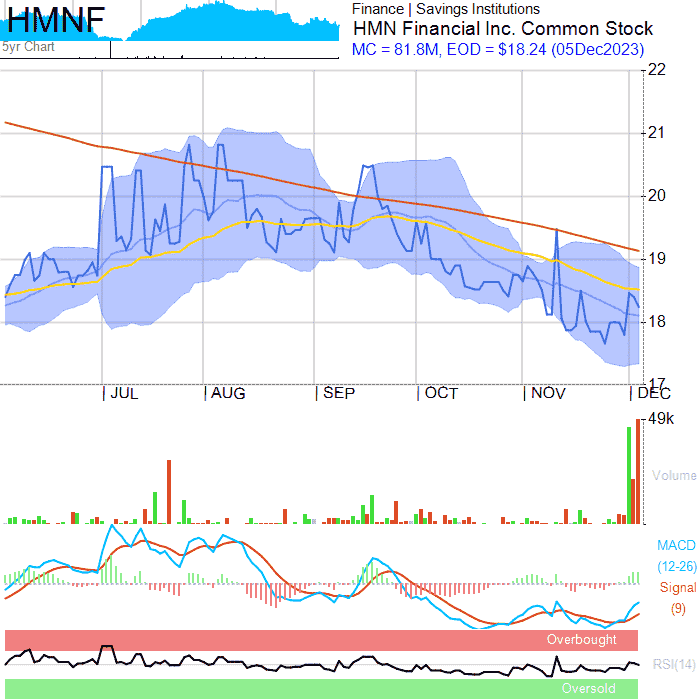 HMNF
Finance | Savings Institutions
HMN Financial Inc. Common Stock
5yr Chart
MC = 81.8M, EOD = $18.24 (05Dec2023)
22
21
20
19
18
17
JUL AUG SEP OCT NOV DEC
49k
Volume
MACD
(12-26)
Signal
(9)
Overbought
RSI(14)
Oversold